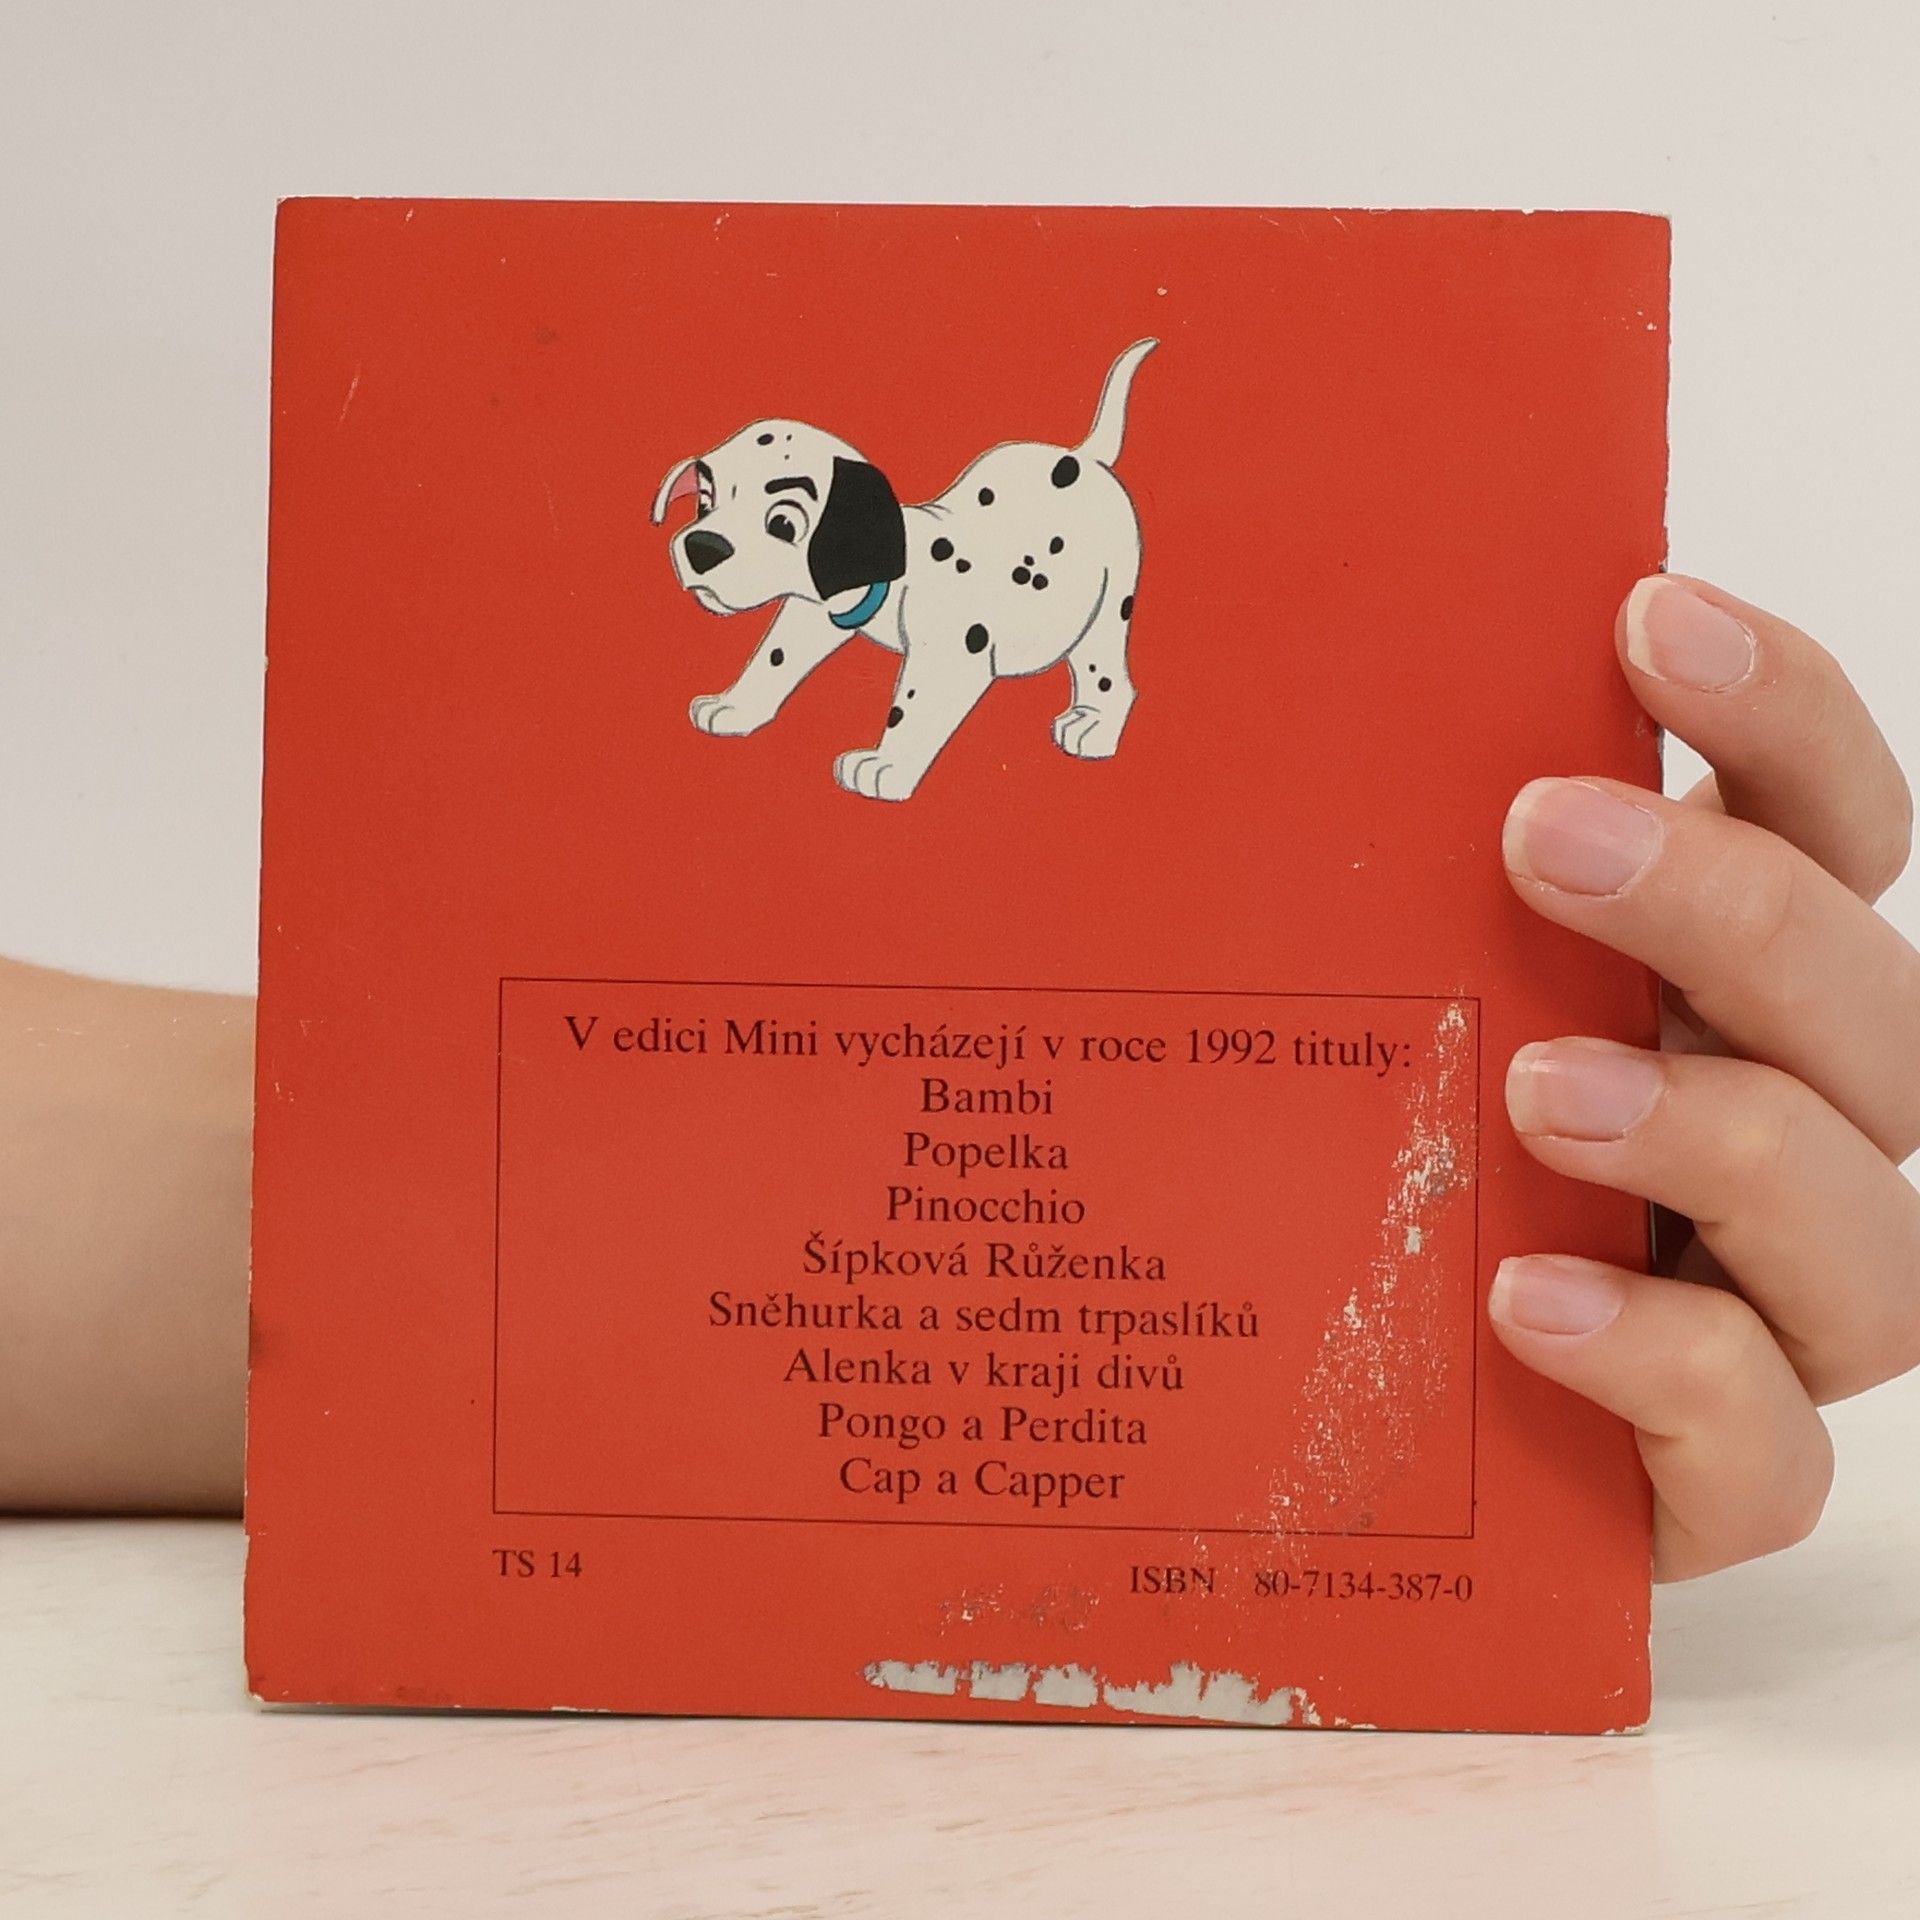 V edici Mini vycházejí v roce 1992 tituly:
Bambi
Popelka
Pinocchio
Šípková Růženka
Sněhurka a sedm trpaslíků
Alenka v kraji divů
Pongo a Perdita
Cap a Capper
TS 14
ISBN 80-7134-387-0